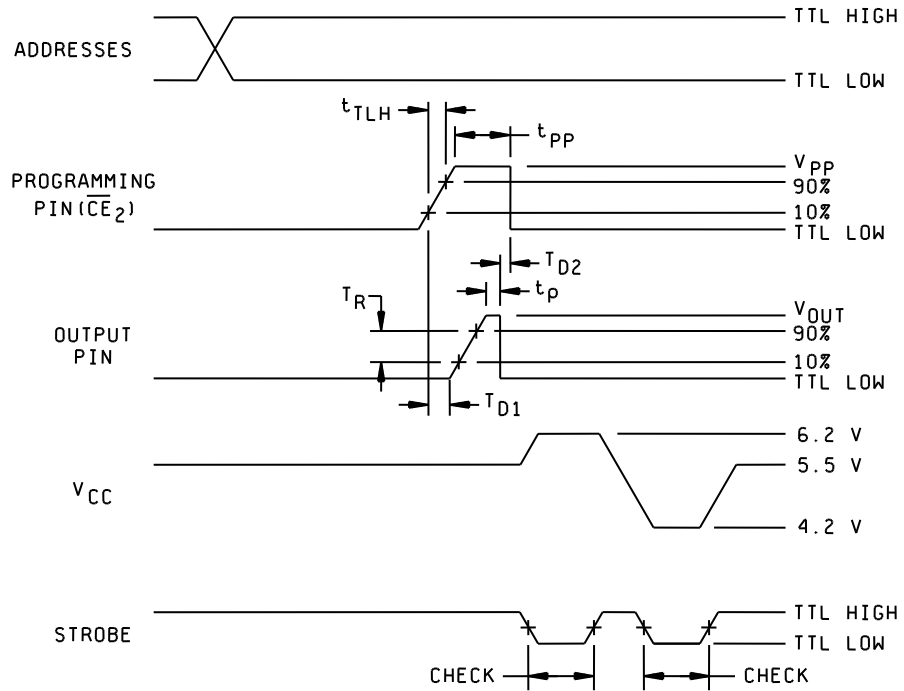 TTL HIGH
ADDRESSES
TTL LOW
tTLH
tPP
VPP
PROGRAMMING
PIN(C̅E̅2)
90%
10%
TTL LOW
TD2
tρ
TR
VOUT
OUTPUT
PIN
90%
10%
TTL LOW
TD1
6.2 V
5.5 V
VCC
4.2 V
TTL HIGH
STROBE
TTL LOW
CHECK
CHECK